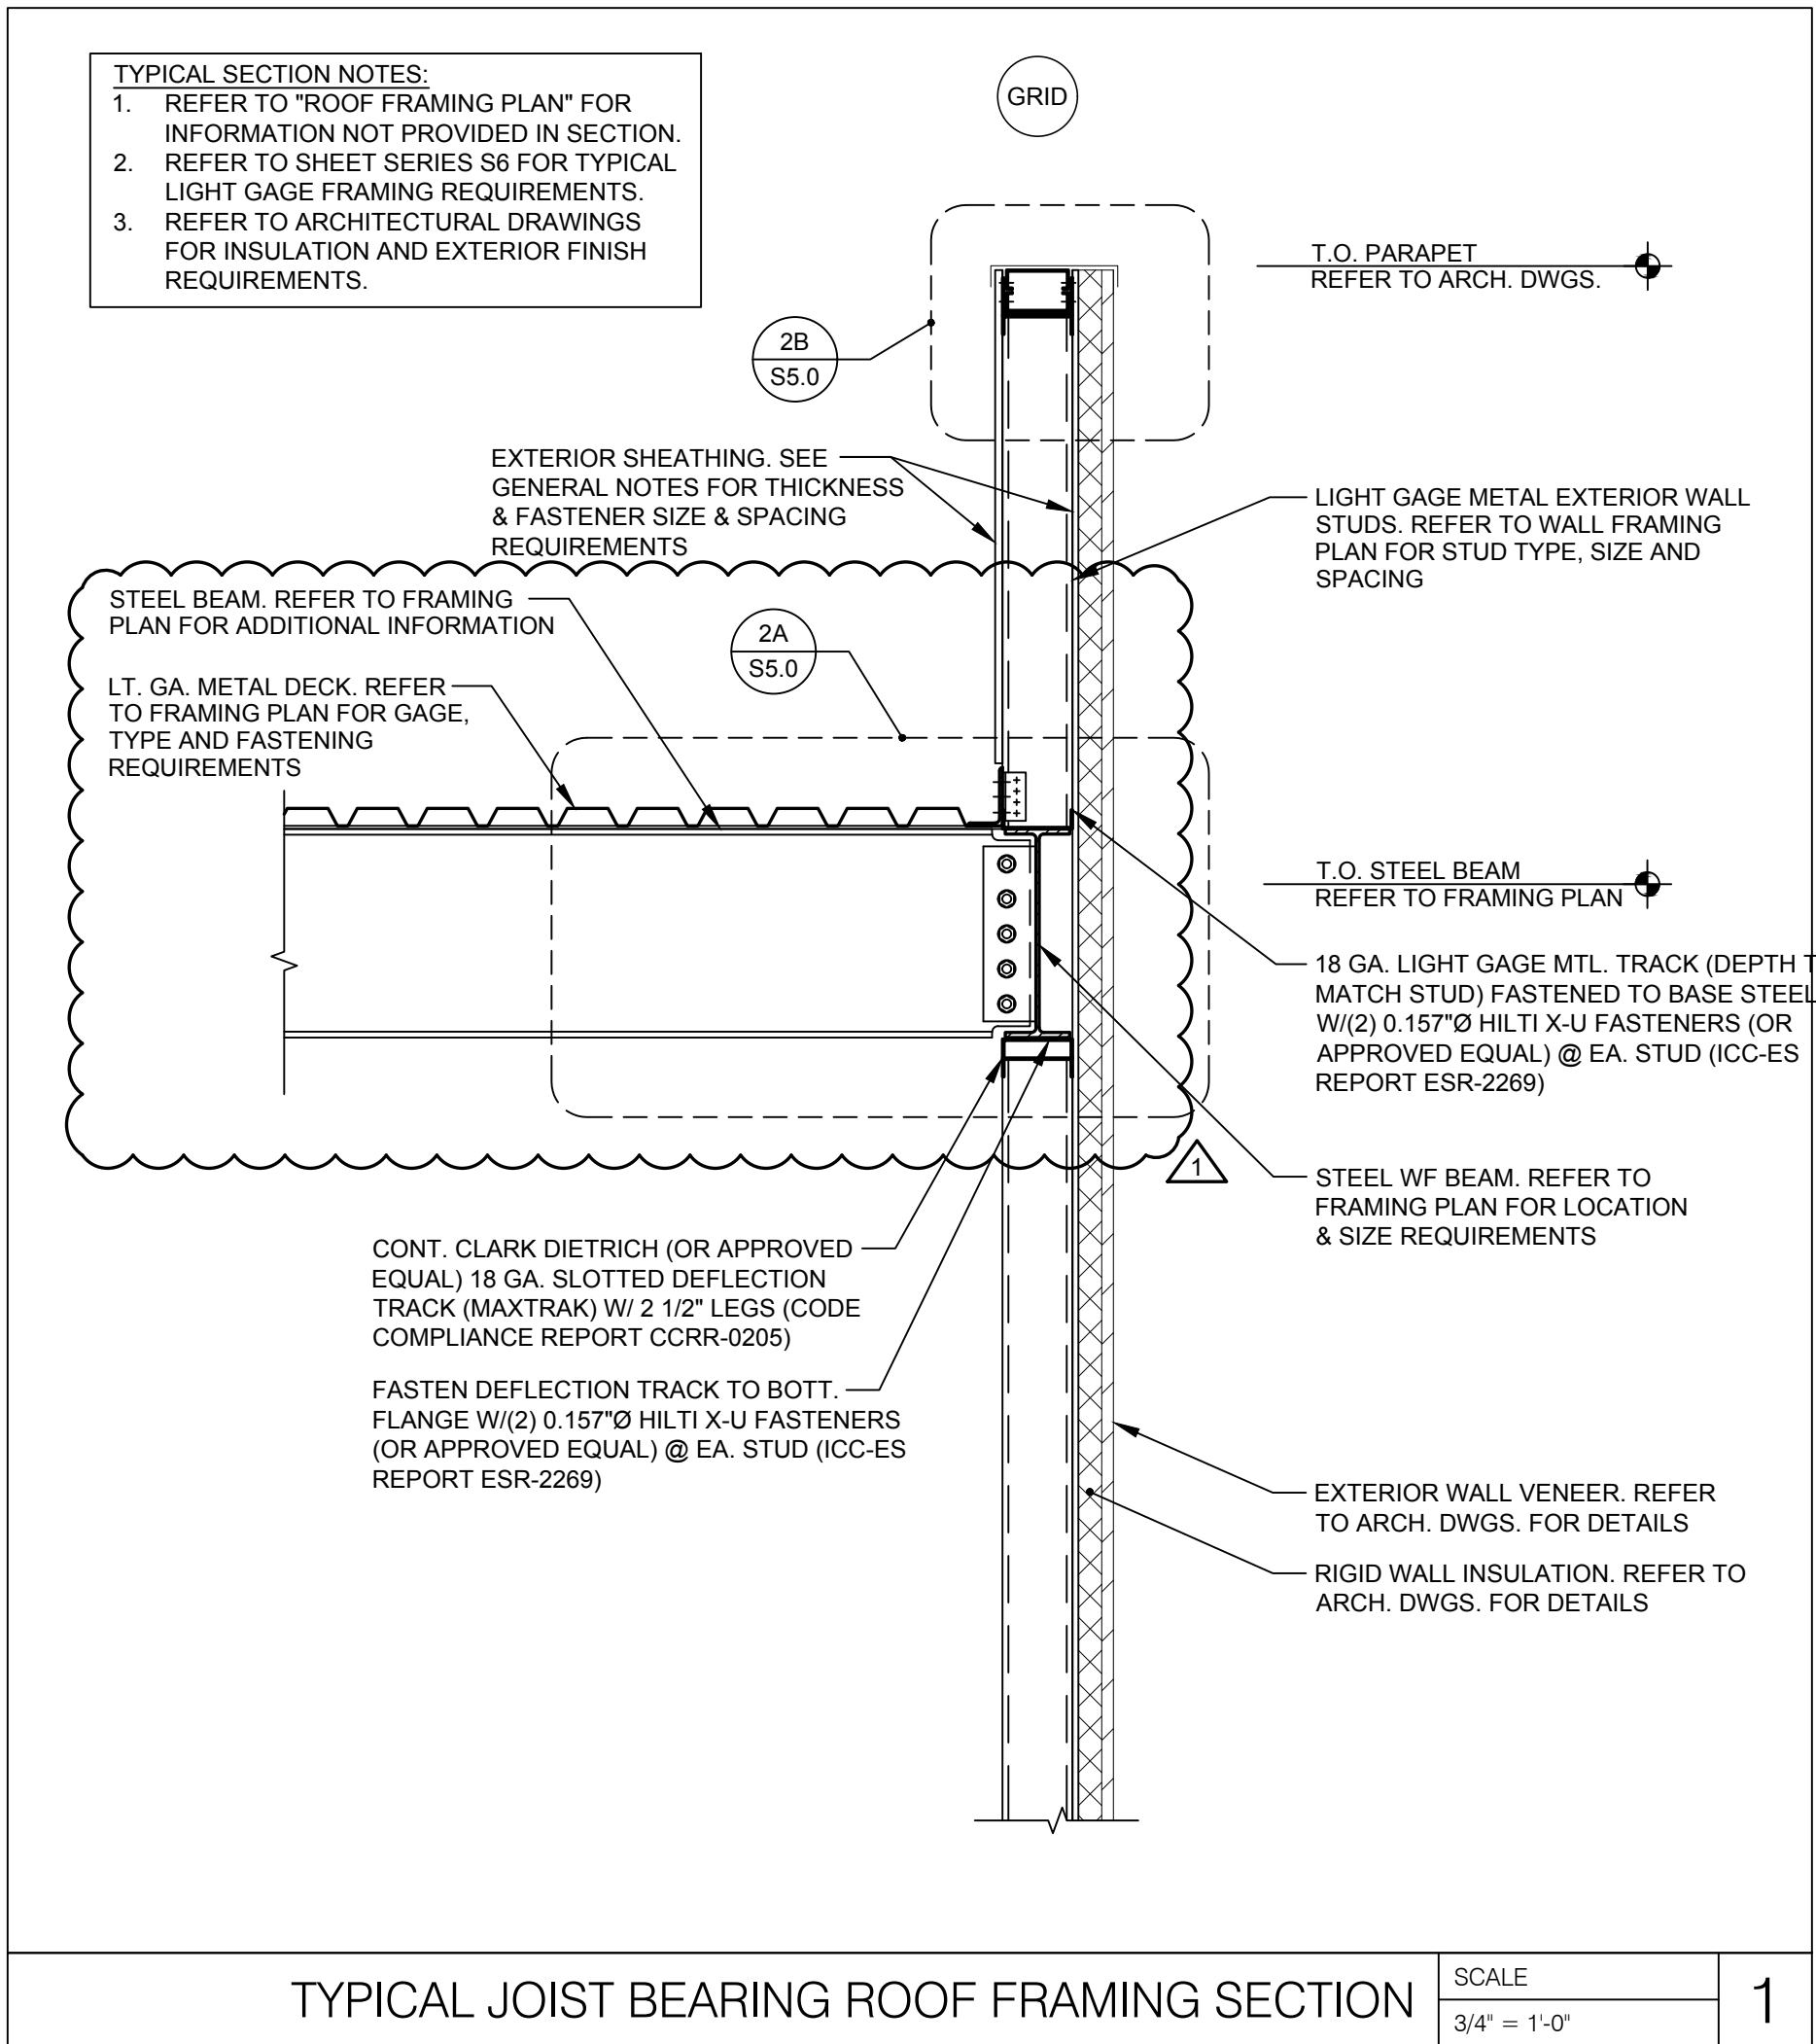 TYPICAL SECTION NOTES:
1. REFER TO "ROOF FRAMING PLAN" FOR
INFORMATION NOT PROVIDED IN SECTION.
2. REFER TO SHEET SERIES S6 FOR TYPICAL
LIGHT GAGE FRAMING REQUIREMENTS.
3. REFER TO ARCHITECTURAL DRAWINGS
FOR INSULATION AND EXTERIOR FINISH
REQUIREMENTS.
GRID
T.O. PARAPET
REFER TO ARCH. DWGS.
2B
S5.0
EXTERIOR SHEATHING. SEE
GENERAL NOTES FOR THICKNESS
& FASTENER SIZE & SPACING
REQUIREMENTS
LIGHT GAGE METAL EXTERIOR WALL
STUDS. REFER TO WALL FRAMING
PLAN FOR STUD TYPE, SIZE AND
SPACING
STEEL BEAM. REFER TO FRAMING
PLAN FOR ADDITIONAL INFORMATION
2A
S5.0
LT. GA. METAL DECK. REFER
TO FRAMING PLAN FOR GAGE,
TYPE AND FASTENING
REQUIREMENTS
T.O. STEEL BEAM
REFER TO FRAMING PLAN
18 GA. LIGHT GAGE MTL. TRACK (DEPTH T
MATCH STUD) FASTENED TO BASE STEEL
W/(2) 0.157"Ø HILTI X-U FASTENERS (OR
APPROVED EQUAL) @ EA. STUD (ICC-ES
REPORT ESR-2269)
1
STEEL WF BEAM. REFER TO
FRAMING PLAN FOR LOCATION
& SIZE REQUIREMENTS
CONT. CLARK DIETRICH (OR APPROVED
EQUAL) 18 GA. SLOTTED DEFLECTION
TRACK (MAXTRAK) W/ 2 1/2" LEGS (CODE
COMPLIANCE REPORT CCRR-0205)
FASTEN DEFLECTION TRACK TO BOTT.
FLANGE W/(2) 0.157"Ø HILTI X-U FASTENERS
(OR APPROVED EQUAL) @ EA. STUD (ICC-ES
REPORT ESR-2269)
EXTERIOR WALL VENEER. REFER
TO ARCH. DWGS. FOR DETAILS
RIGID WALL INSULATION. REFER TO
ARCH. DWGS. FOR DETAILS
TYPICAL JOIST BEARING ROOF FRAMING SECTION
SCALE
3/4" = 1'-0"
1